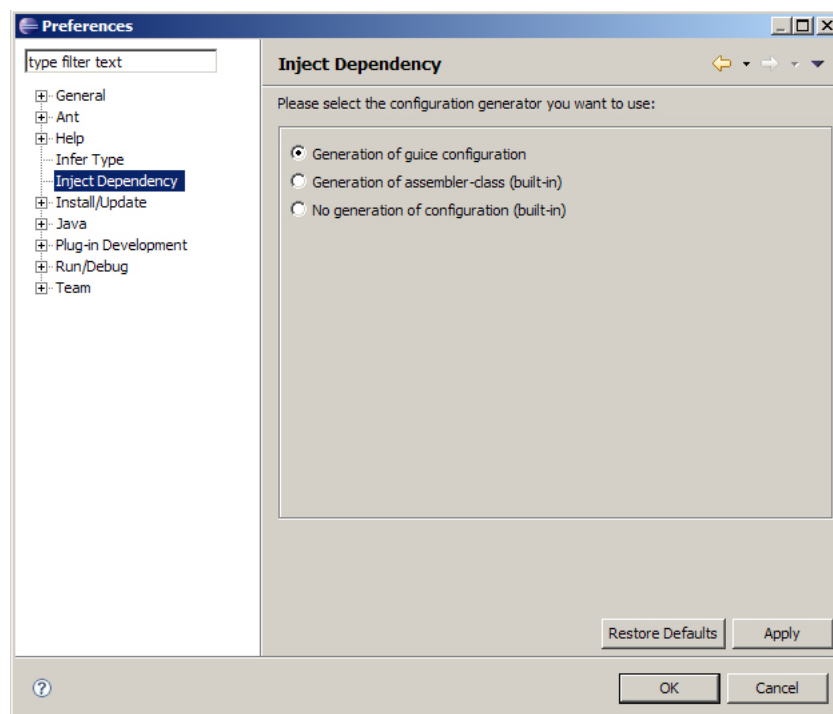 Preferences
type filter text
General
Ant
Help
Infer Type
Inject Dependency
Install/Update
Java
Plug-in Development
Run/Debug
Team
Inject Dependency
Please select the configuration generator you want to use:
Generation of guice configuration
Generation of assembler-class (built-in)
No generation of configuration (built-in)
Restore Defaults
Apply
OK
Cancel